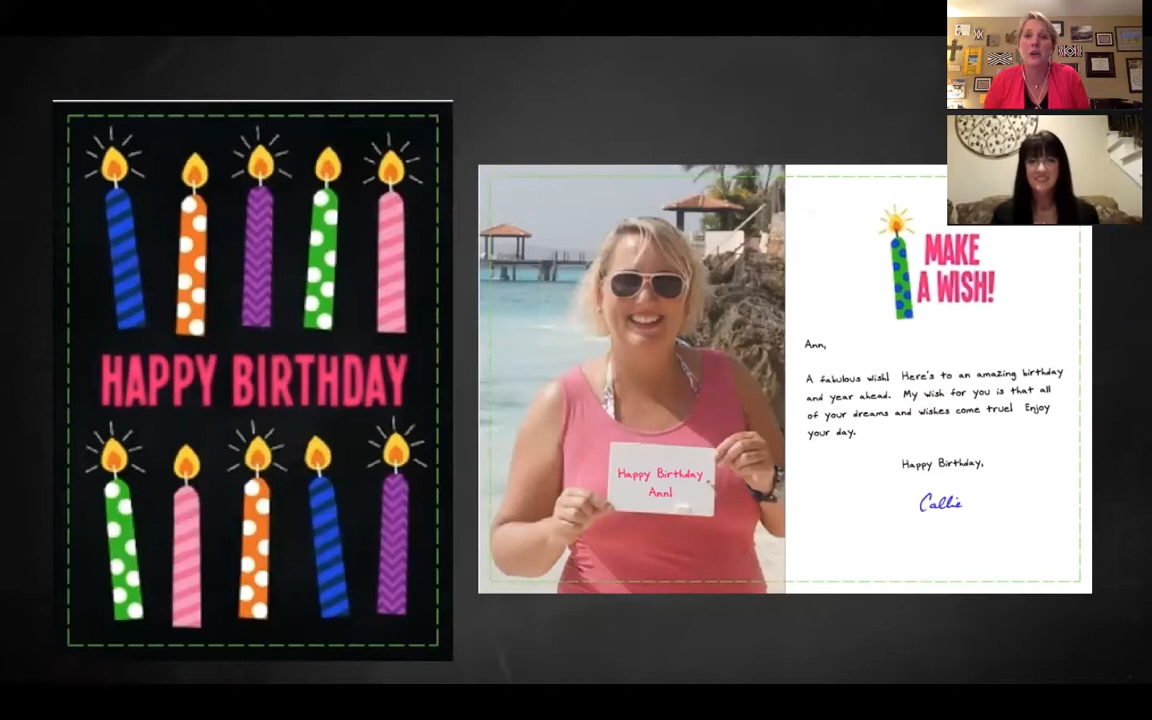 HAPPY BIRTHDAY
Happy Birthday
Ann!
MAKE
A WISH!
Ann,
A fabulous wish! Here's to an amazing birthday
and year ahead. My wish for you is that all
of your dreams and wishes come true! Enjoy
your day.
Happy Birthday,
Callie